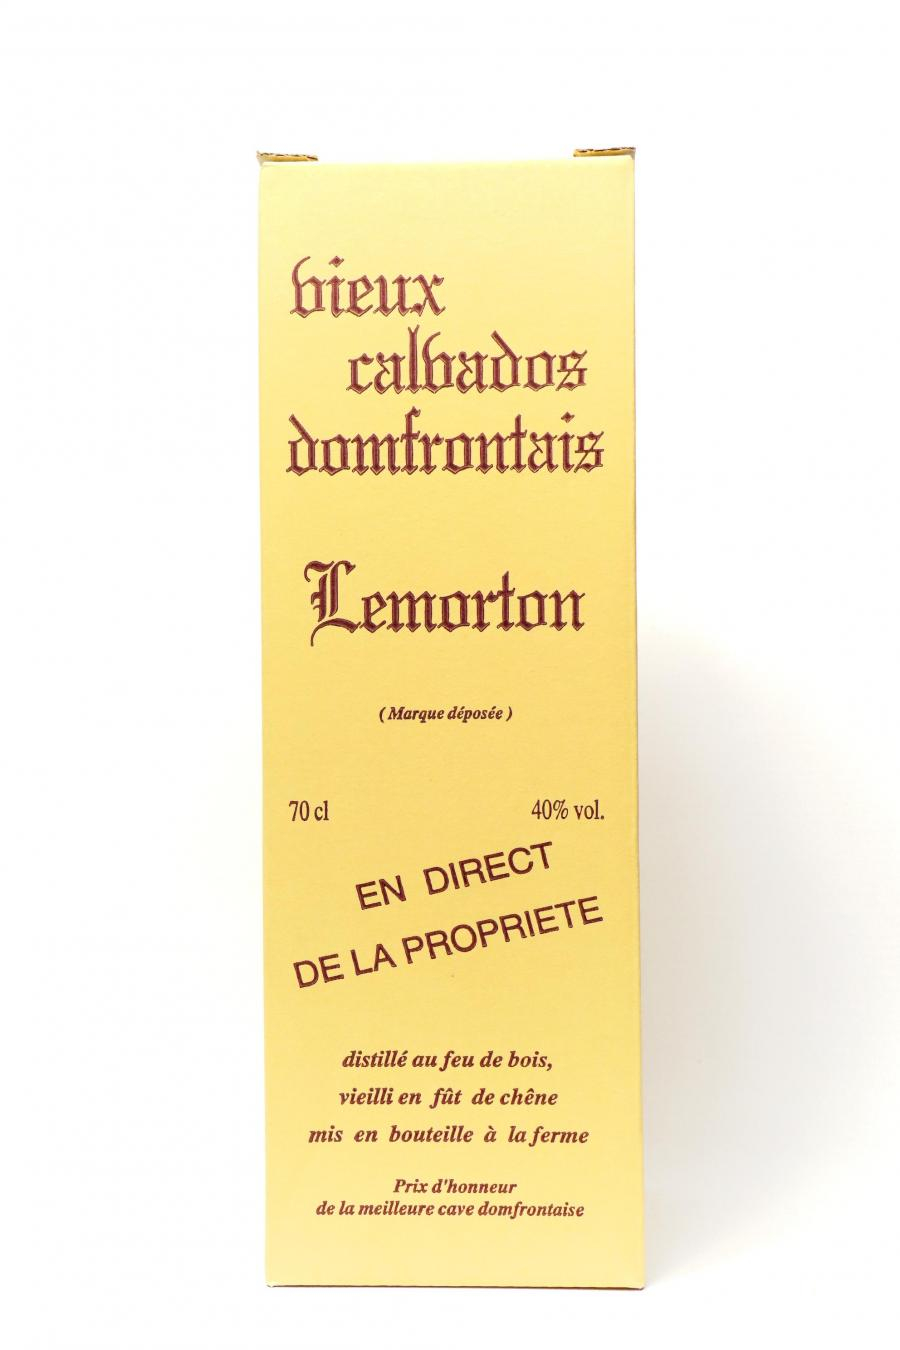 vieux
calvados
domfrontais
Lemorton
( Marque déposée )
70 cl
40% vol.
EN DIRECT
DE LA PROPRIETE
distillé au feu de bois,
vieilli en fût de chêne
mis en bouteille à la ferme
Prix d'honneur
de la meilleure cave domfrontaise